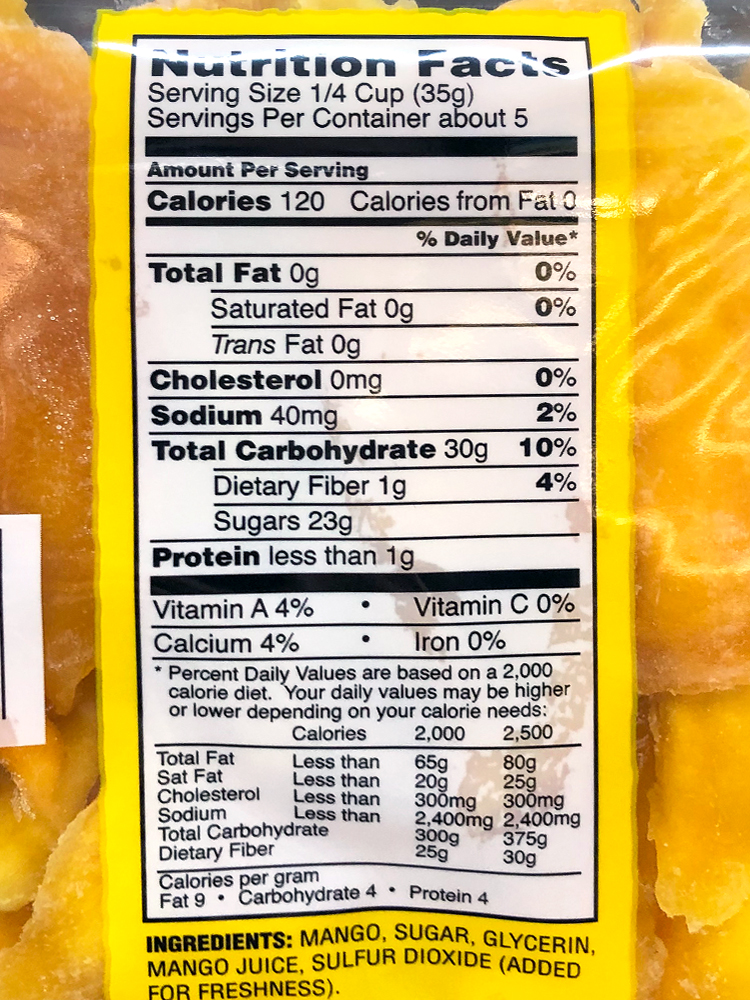 Nutrition Facts
Serving Size 1/4 Cup (35g)
Servings Per Container about 5
Amount Per Serving
Calories 120 Calories from Fat 0
% Daily Value*
Total Fat 0g 0%
Saturated Fat 0g 0%
Trans Fat 0g
Cholesterol 0mg 0%
Sodium 40mg 2%
Total Carbohydrate 30g 10%
Dietary Fiber 1g 4%
Sugars 23g
Protein less than 1g
Vitamin A 4% • Vitamin C 0%
Calcium 4% • Iron 0%
* Percent Daily Values are based on a 2,000
calorie diet. Your daily values may be higher
or lower depending on your calorie needs:
Calories 2,000 2,500
Total Fat Less than 65g 80g
Sat Fat Less than 20g 25g
Cholesterol Less than 300mg 300mg
Sodium Less than 2,400mg 2,400mg
Total Carbohydrate 300g 375g
Dietary Fiber 25g 30g
Calories per gram
Fat 9 • Carbohydrate 4 • Protein 4
INGREDIENTS: MANGO, SUGAR, GLYCERIN,
MANGO JUICE, SULFUR DIOXIDE (ADDED
FOR FRESHNESS).